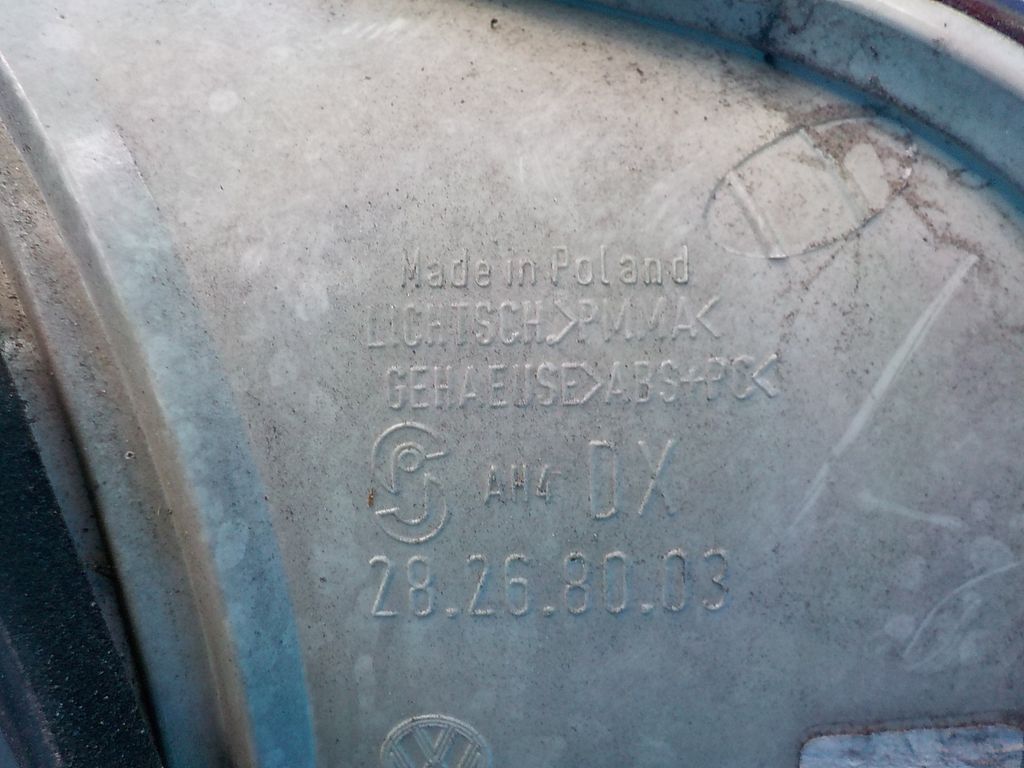 Made in Poland
LICHTSCH.>PMMA<
GEHAEUSE>ABS+PC<
AH4 DX
28.26.80.03